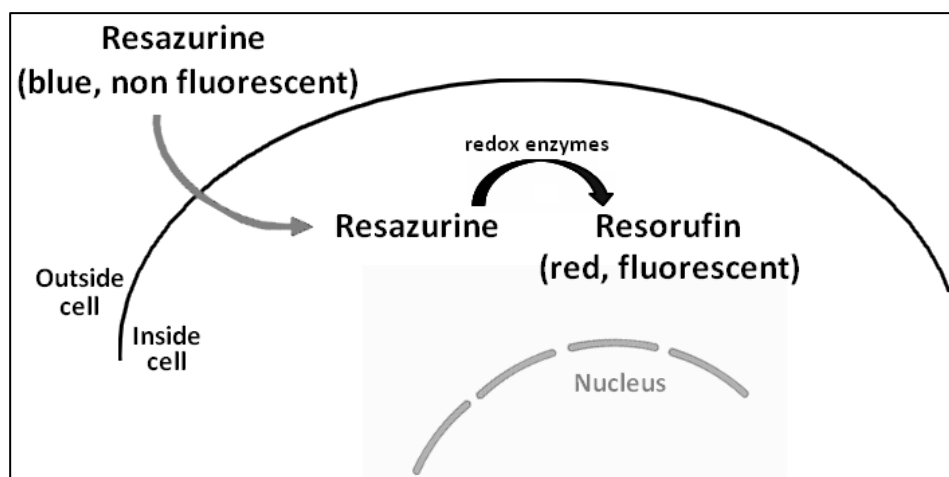 Resazurine
(blue, non fluorescent)
redox enzymes
Resazurine
Resorufin
(red, fluorescent)
Outside
cell
Inside
cell
Nucleus